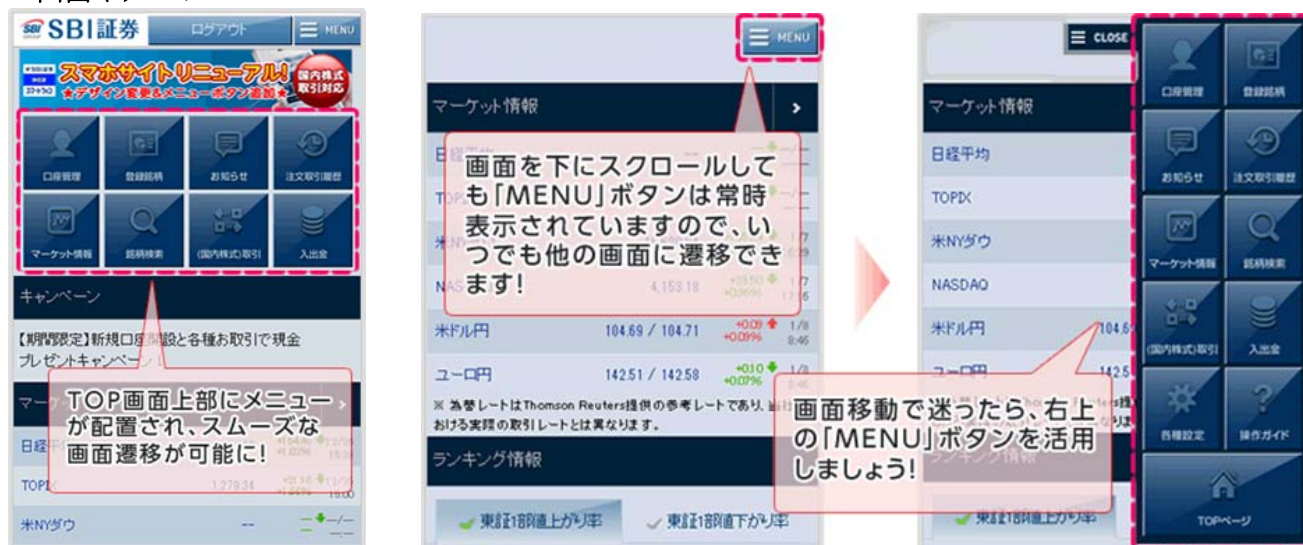 SBI証券
ログアウト
MENU
スマホサイトリニューアル!
★デザイン変更&メニューボタン追加★
国内株式
取引対応
口座管理
登録銘柄
お知らせ
注文取引履歴
マーケット情報
銘柄検索
(国内株式)取引
入出金
キャンペーン
【期間限定】新規口座開設と各種お取引で現金
プレゼントキャンペーン
TOP画面上部にメニュー
が配置され、スムーズな
画面遷移が可能に!
TOPIX
1,279.34
米NYダウ
--
MENU
マーケット情報
画面を下にスクロールして
も「MENU」ボタンは常時
表示されていますので、い
つでも他の画面に遷移でき
ます!
4,153.18
米ドル円
104.69 / 104.71
+0.09
+0.09%
1/8
8:46
ユーロ円
142.51 / 142.58
+0.10
+0.07%
※ 為替レートはThomson Reuters提供の参考レートであり、
おける実際の取引レートとは異なります。
ランキング情報
東証1部値上がり率
東証1部値下がり率
CLOSE
マーケット情報
日経平均
TOPIX
米NYダウ
NASDAQ
米ドル円
ユーロ円
画面移動で迷ったら、右上
の「MENU」ボタンを活用
しましょう!
東証1部値上がり率
口座管理
登録銘柄
お知らせ
注文取引履歴
マーケット情報
銘柄検索
(国内株式)取引
入出金
各種設定
操作ガイド
TOPページ